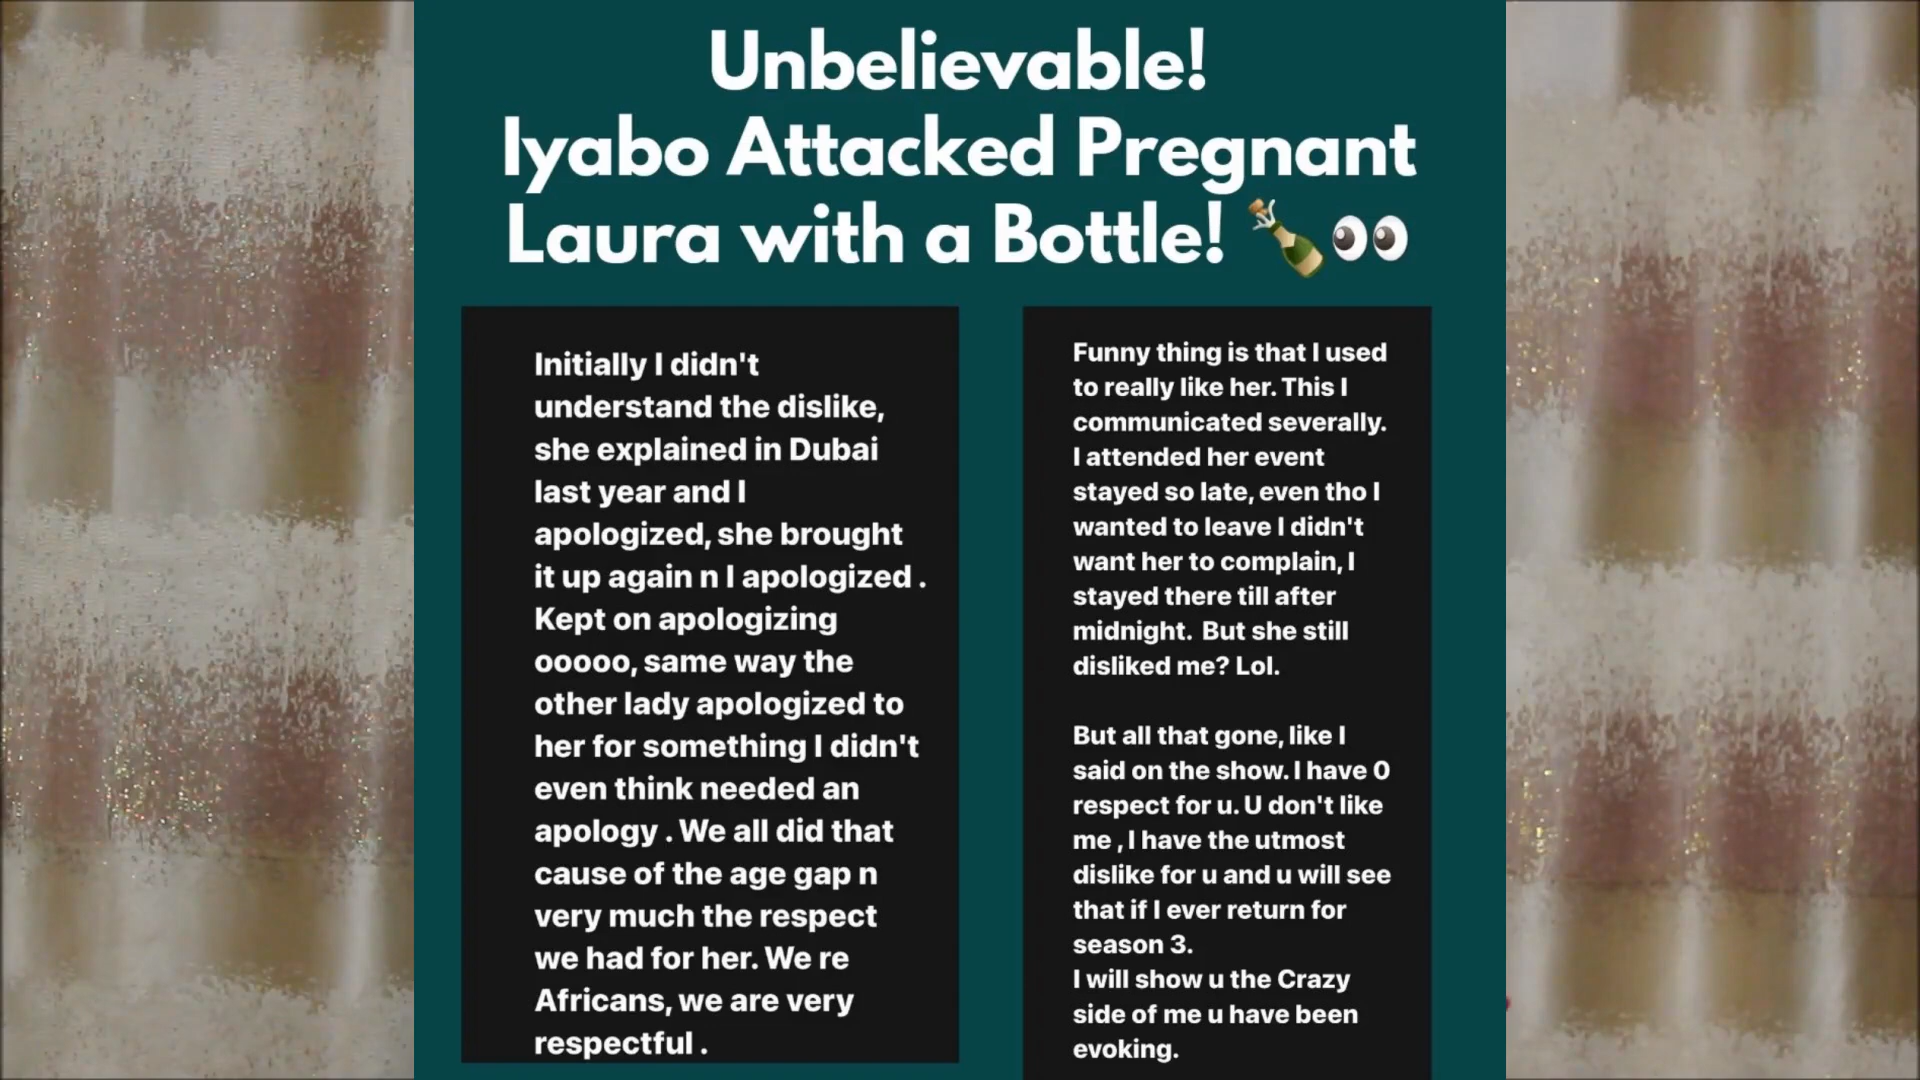 Unbelievable!
Iyabo Attacked Pregnant
Laura with a Bottle! 🍾👀
Initially I didn't
understand the dislike,
she explained in Dubai
last year and I
apologized, she brought
it up again n I apologized .
Kept on apologizing
ooooo, same way the
other lady apologized to
her for something I didn't
even think needed an
apology . We all did that
cause of the age gap n
very much the respect
we had for her. We re
Africans, we are very
respectful .
Funny thing is that I used
to really like her. This I
communicated severally.
I attended her event
stayed so late, even tho I
wanted to leave I didn't
want her to complain, I
stayed there till after
midnight.  But she still
disliked me? Lol.
But all that gone, like I
said on the show. I have 0
respect for u. U don't like
me , I have the utmost
dislike for u and u will see
that if I ever return for
season 3.
I will show u the Crazy
side of me u have been
evoking.